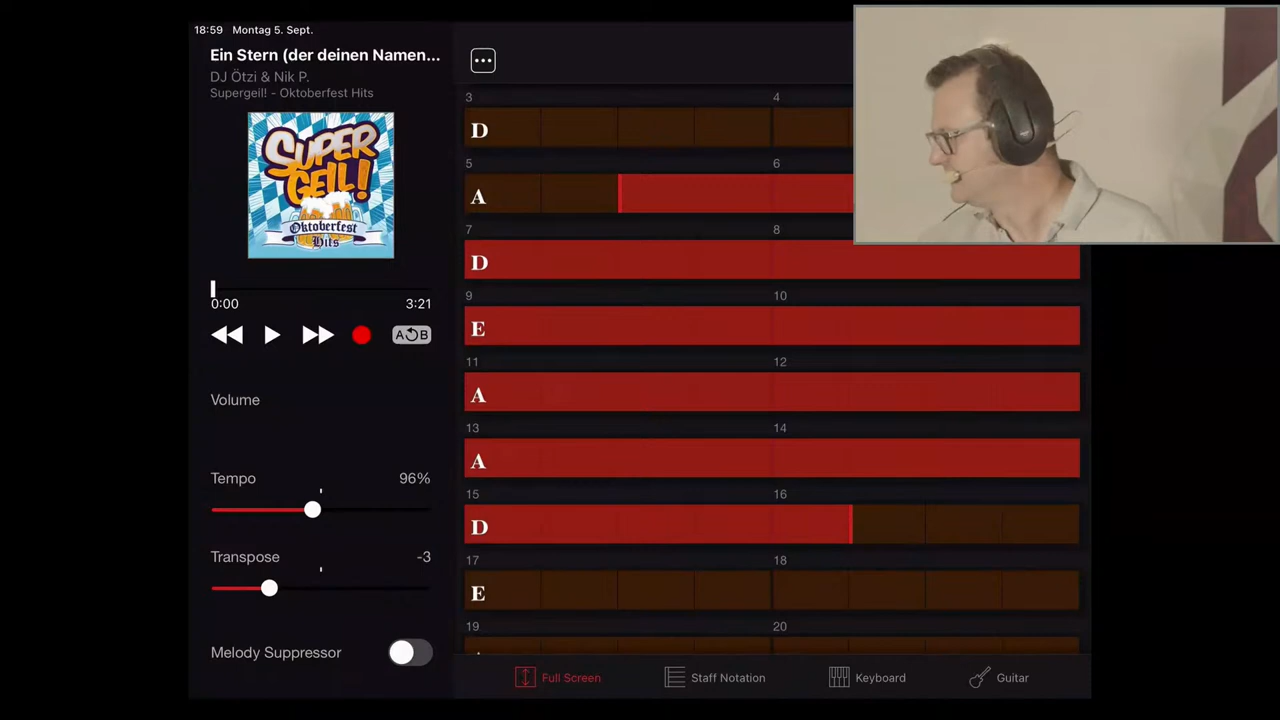 18:59 Montag 5. Sept.
Ein Stern (der deinen Namen...
DJ Ötzi & Nik P.
Supergeil! - Oktoberfest Hits
SUPER
GEIL!
Oktoberfest
Hits
0:00 3:21
A B
Volume
Tempo 96%
Transpose -3
Melody Suppressor
3 4
D
5 6
A
7 8
D
9 10
E
11 12
A
13 14
A
15 16
D
17 18
E
19 20
Full Screen Staff Notation Keyboard Guitar